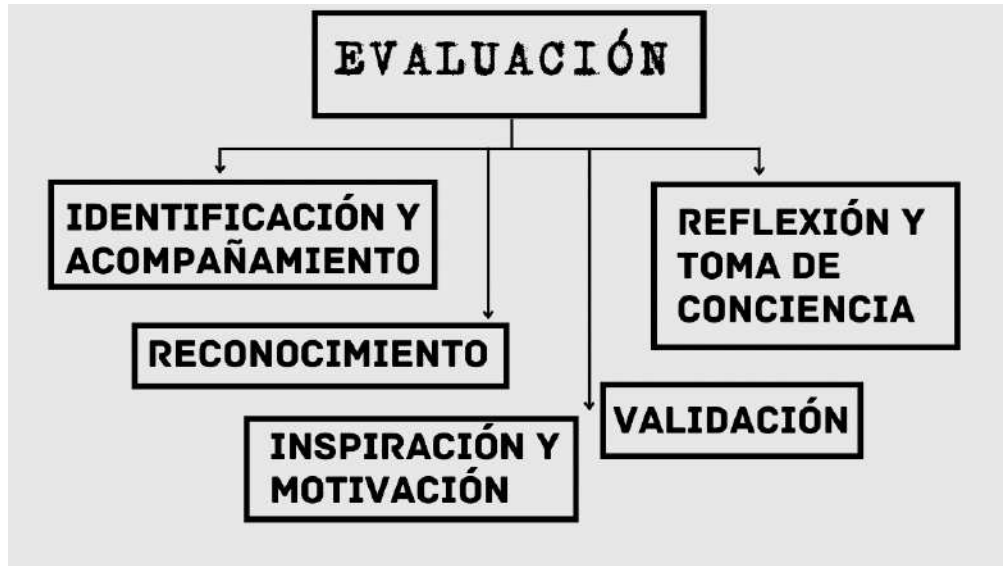 EVALUACIÓN
IDENTIFICACIÓN Y
ACOMPAÑAMIENTO
REFLEXIÓN Y
TOMA DE
CONCIENCIA
RECONOCIMIENTO
VALIDACIÓN
INSPIRACIÓN Y
MOTIVACIÓN